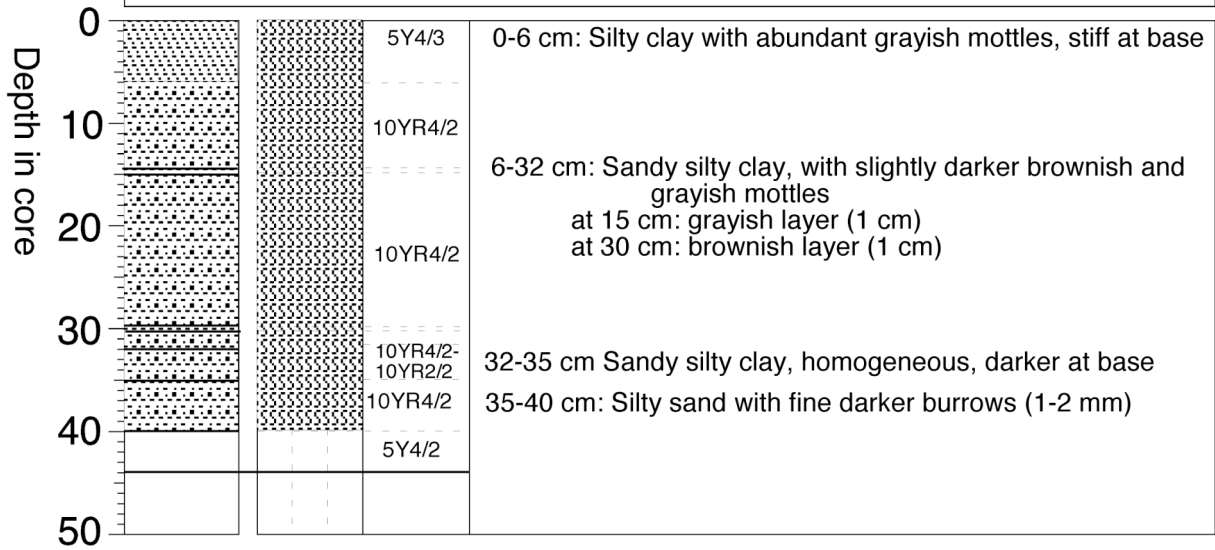 Depth in core
0
10
20
30
40
50
5Y4/3
10YR4/2
10YR4/2
10YR4/2-
10YR2/2
10YR4/2
5Y4/2
0-6 cm: Silty clay with abundant grayish mottles, stiff at base
6-32 cm: Sandy silty clay, with slightly darker brownish and
grayish mottles
at 15 cm: grayish layer (1 cm)
at 30 cm: brownish layer (1 cm)
32-35 cm Sandy silty clay, homogeneous, darker at base
35-40 cm: Silty sand with fine darker burrows (1-2 mm)